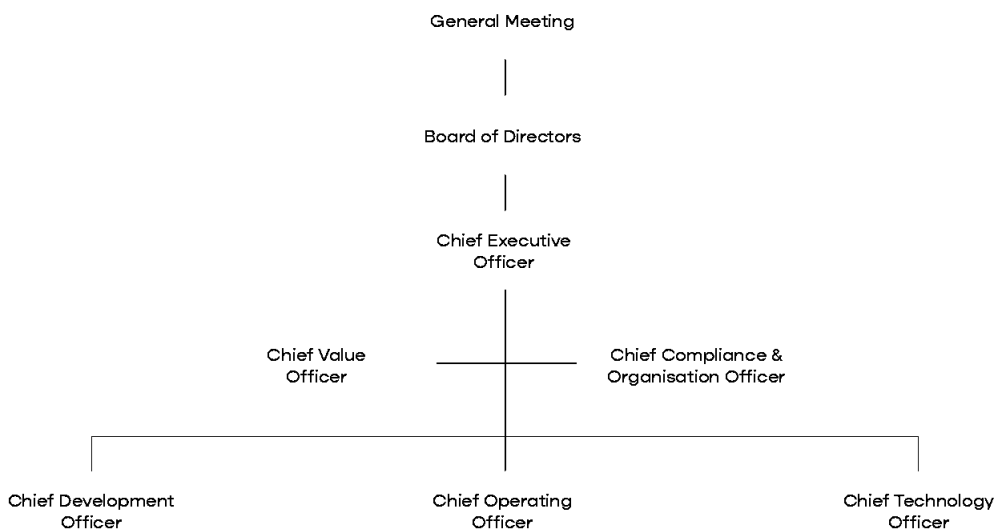 General Meeting
Board of Directors
Chief Executive
Officer
Chief Value
Officer
Chief Compliance &
Organisation Officer
Chief Development
Officer
Chief Operating
Officer
Chief Technology
Officer